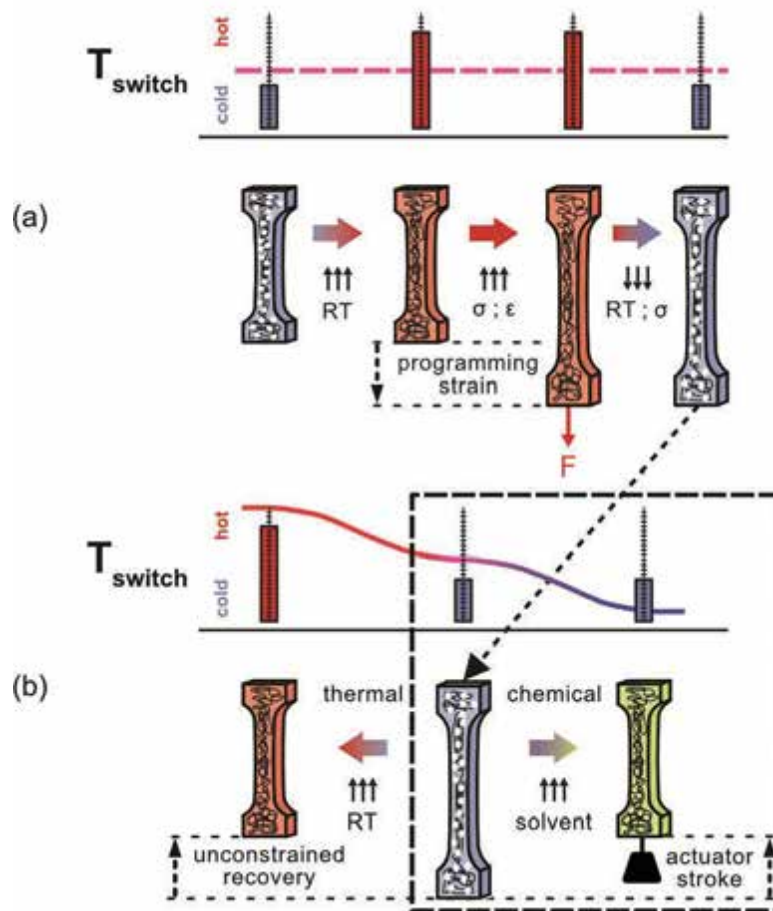 hot
T switch
cold
(a)
↑↑↑
RT
↑↑↑
σ ; ε
↓↓↓
RT ; σ
programming
strain
F
hot
T switch
cold
(b)
thermal
chemical
↑↑↑
RT
↑↑↑
solvent
unconstrained
recovery
actuator
stroke